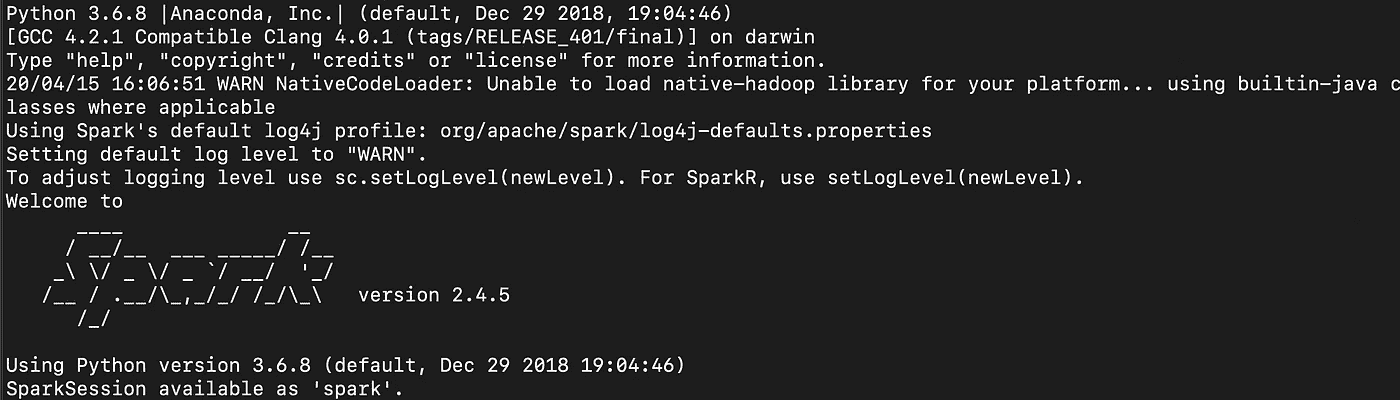 Python 3.6.8 |Anaconda, Inc.| (default, Dec 29 2018, 19:04:46)
[GCC 4.2.1 Compatible Clang 4.0.1 (tags/RELEASE_401/final)] on darwin
Type "help", "copyright", "credits" or "license" for more information.
20/04/15 16:06:51 WARN NativeCodeLoader: Unable to load native-hadoop library for your platform... using builtin-java c
lasses where applicable
Using Spark's default log4j profile: org/apache/spark/log4j-defaults.properties
Setting default log level to "WARN".
To adjust logging level use sc.setLogLevel(newLevel). For SparkR, use setLogLevel(newLevel).
Welcome to
      ____              __
     / __/__  ___ _____/ /__
    _\ \/ _ \/ _ `/ __/  '_/
   /__ / .__/\_,_/_/ /_/\_\   version 2.4.5
      /_/
Using Python version 3.6.8 (default, Dec 29 2018 19:04:46)
SparkSession available as 'spark'.